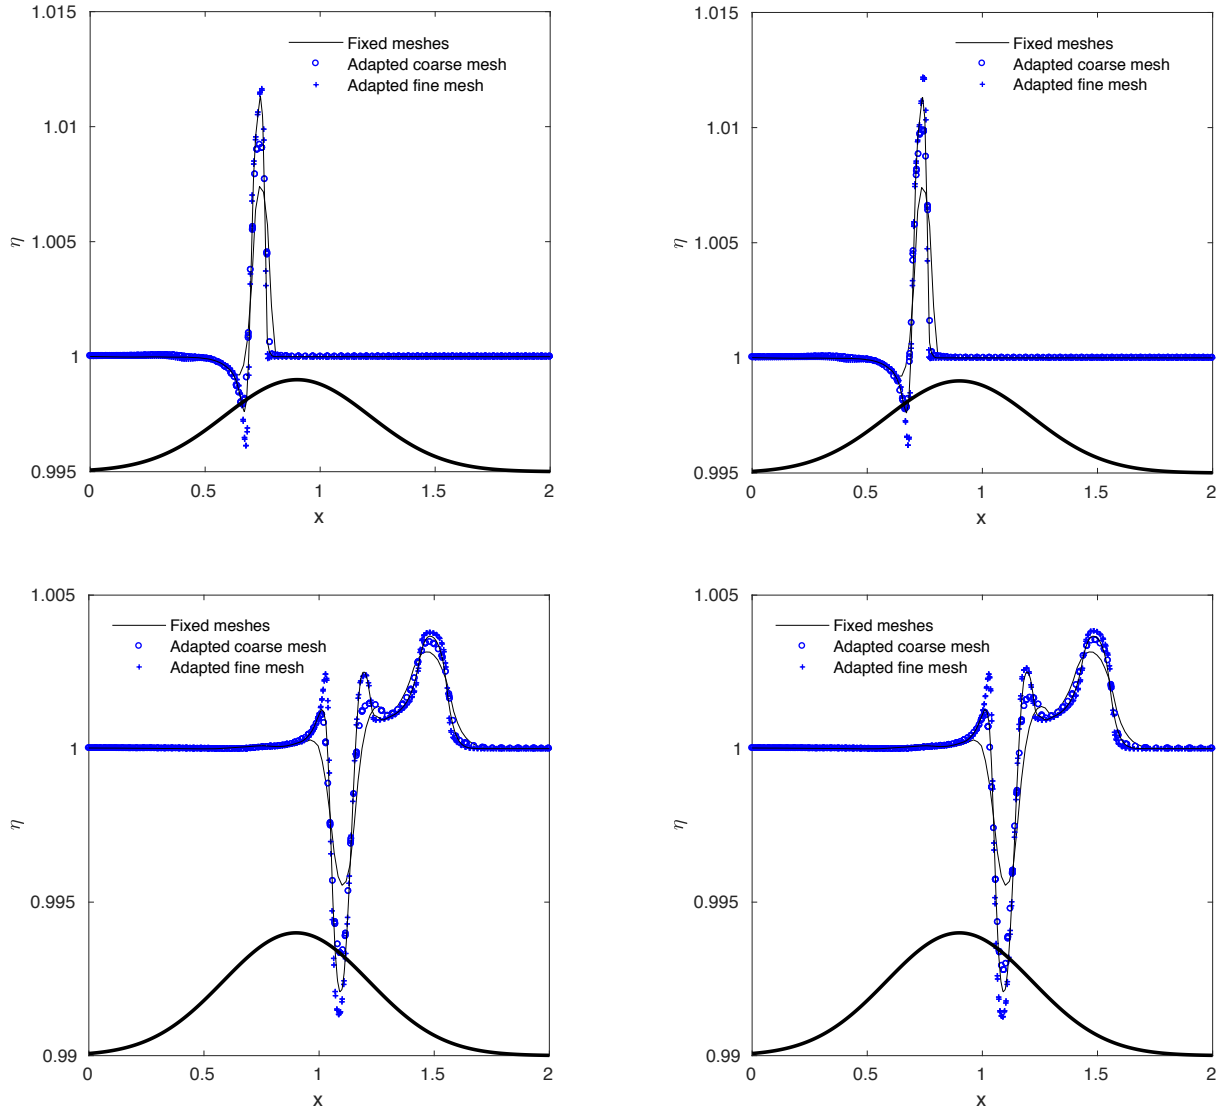 1.015
Fixed meshes
Adapted coarse mesh
Adapted fine mesh
1.01
1.005
η
1
0.995
0 0.5 1 1.5 2
x
1.015
Fixed meshes
Adapted coarse mesh
Adapted fine mesh
1.01
1.005
η
1
0.995
0 0.5 1 1.5 2
x
1.005
Fixed meshes
Adapted coarse mesh
Adapted fine mesh
1
η
0.995
0.99
0 0.5 1 1.5 2
x
1.005
Fixed meshes
Adapted coarse mesh
Adapted fine mesh
1
η
0.995
0.99
0 0.5 1 1.5 2
x